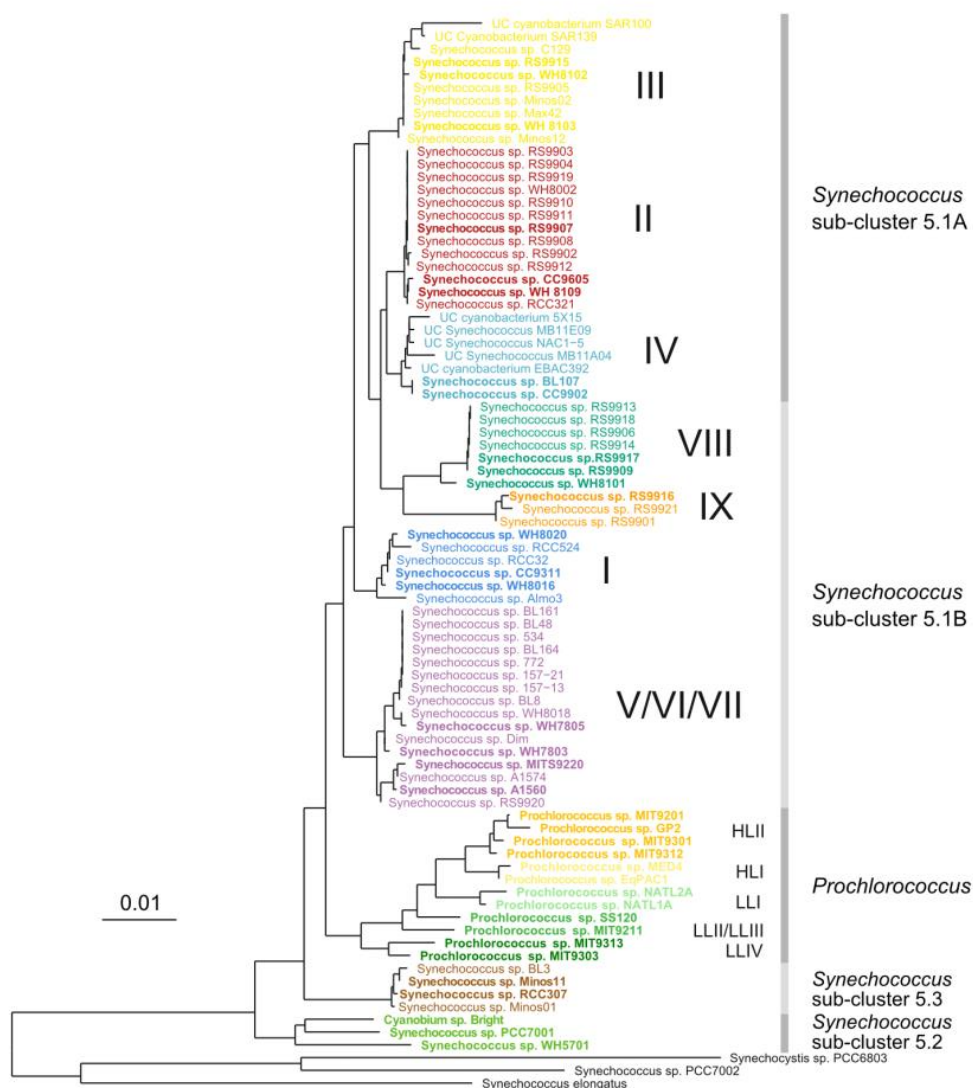 UC cyanobacterium SAR100
UC Cyanobacterium SAR139
Synechococcus sp. C129
Synechococcus sp. RS9915
Synechococcus sp. WH8102
Synechococcus sp. RS9905
Synechococcus sp. Minos02
Synechococcus sp. Max42
Synechococcus sp. WH 8103
Synechococcus sp. Minos12
III
Synechococcus sp. RS9903
Synechococcus sp. RS9904
Synechococcus sp. RS9919
Synechococcus sp. WH8002
Synechococcus sp. RS9910
Synechococcus sp. RS9911
Synechococcus sp. RS9907
Synechococcus sp. RS9908
Synechococcus sp. RS9902
Synechococcus sp. RS9912
Synechococcus sp. CC9605
Synechococcus sp. WH 8109
Synechococcus sp. RCC321
II
Synechococcus
sub-cluster 5.1A
UC cyanobacterium 5X15
UC Synechococcus MB11E09
UC Synechococcus NAC1−5
UC Synechococcus MB11A04
UC cyanobacterium EBAC392
Synechococcus sp. BL107
Synechococcus sp. CC9902
IV
Synechococcus sp. RS9913
Synechococcus sp. RS9918
Synechococcus sp. RS9906
Synechococcus sp. RS9914
Synechococcus sp.RS9917
Synechococcus sp. RS9909
Synechococcus sp. WH8101
VIII
Synechococcus sp. RS9916
Synechococcus sp. RS9921
Synechococcus sp. RS9901
IX
Synechococcus sp. WH8020
Synechococcus sp. RCC524
Synechococcus sp. RCC32
Synechococcus sp. CC9311
Synechococcus sp. WH8016
Synechococcus sp. Almo3
I
Synechococcus
sub-cluster 5.1B
Synechococcus sp. BL161
Synechococcus sp. BL48
Synechococcus sp. 534
Synechococcus sp. BL164
Synechococcus sp. 772
Synechococcus sp. 157−21
Synechococcus sp. 157−13
Synechococcus sp. BL8
Synechococcus sp. WH8018
Synechococcus sp. WH7805
Synechococcus sp. Dim
Synechococcus sp. WH7803
Synechococcus sp. MITS9220
Synechococcus sp. A1574
Synechococcus sp. A1560
Synechococcus sp. RS9920
V/VI/VII
Prochlorococcus sp. MIT9201
Prochlorococcus sp. GP2
Prochlorococcus sp. MIT9301
Prochlorococcus sp. MIT9312
HLII
Prochlorococcus sp. MED4
Prochlorococcus sp. EqPAC1
HLI
Prochlorococcus sp. NATL2A
Prochlorococcus sp. NATL1A
LLI
Prochlorococcus
Prochlorococcus sp. SS120
Prochlorococcus sp. MIT9211
LLII/LLIII
Prochlorococcus sp. MIT9313
Prochlorococcus sp. MIT9303
LLIV
0.01
Synechococcus sp. BL3
Synechococcus sp. Minos11
Synechococcus sp. RCC307
Synechococcus sp. Minos01
Synechococcus
sub-cluster 5.3
Cyanobium sp. Bright
Synechococcus sp. PCC7001
Synechococcus sp. WH5701
Synechococcus
sub-cluster 5.2
Synechocystis sp. PCC6803
Synechococcus sp. PCC7002
Synechococcus elongatus